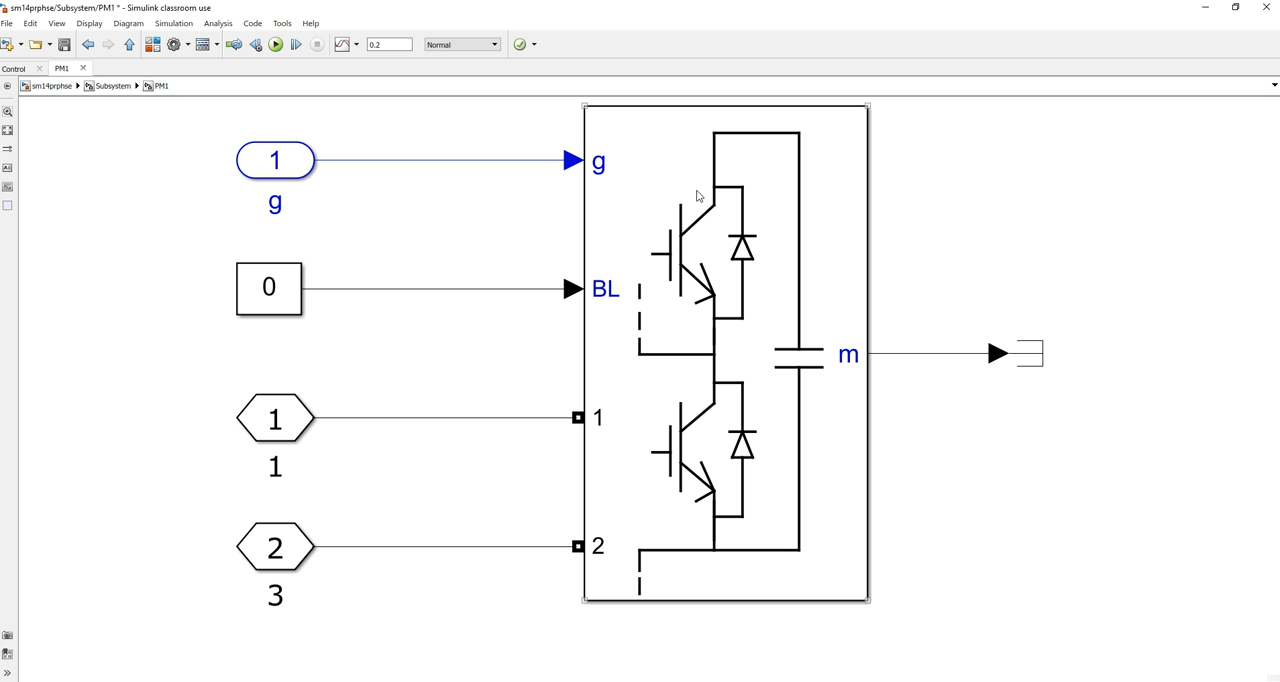 sm14prphse/Subsystem/PM1 * - Simulink classroom use
File Edit View Display Diagram Simulation Analysis Code Tools Help
0.2 Normal
Control PM1
sm14prphse Subsystem PM1
1 g
g
0 BL
m
1 1
1
2 2
3